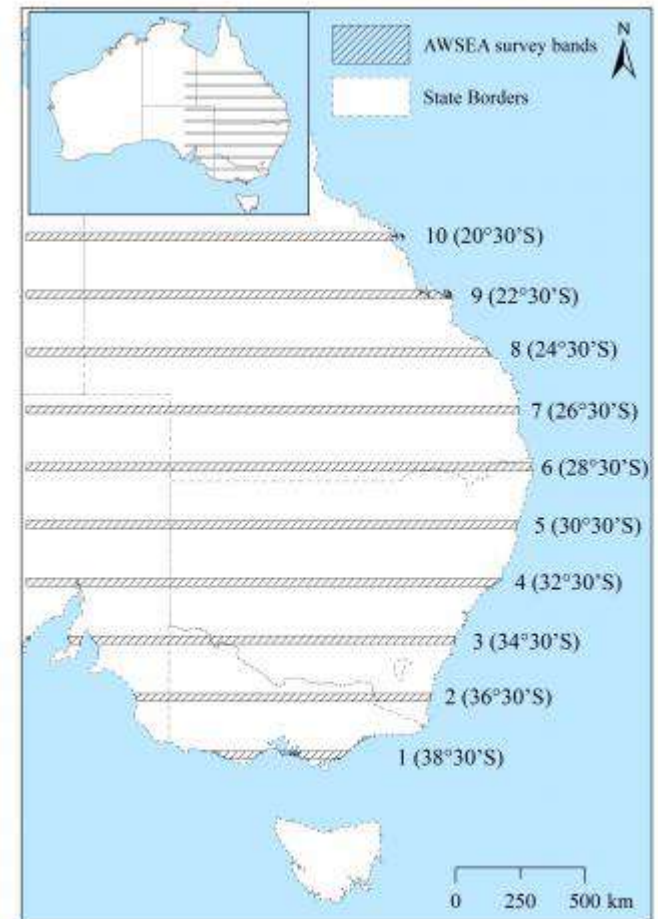 AWSEA survey bands
State Borders
N
10 (20°30’S)
9 (22°30’S)
8 (24°30’S)
7 (26°30’S)
6 (28°30’S)
5 (30°30’S)
4 (32°30’S)
3 (34°30’S)
2 (36°30’S)
1 (38°30’S)
0 250 500 km